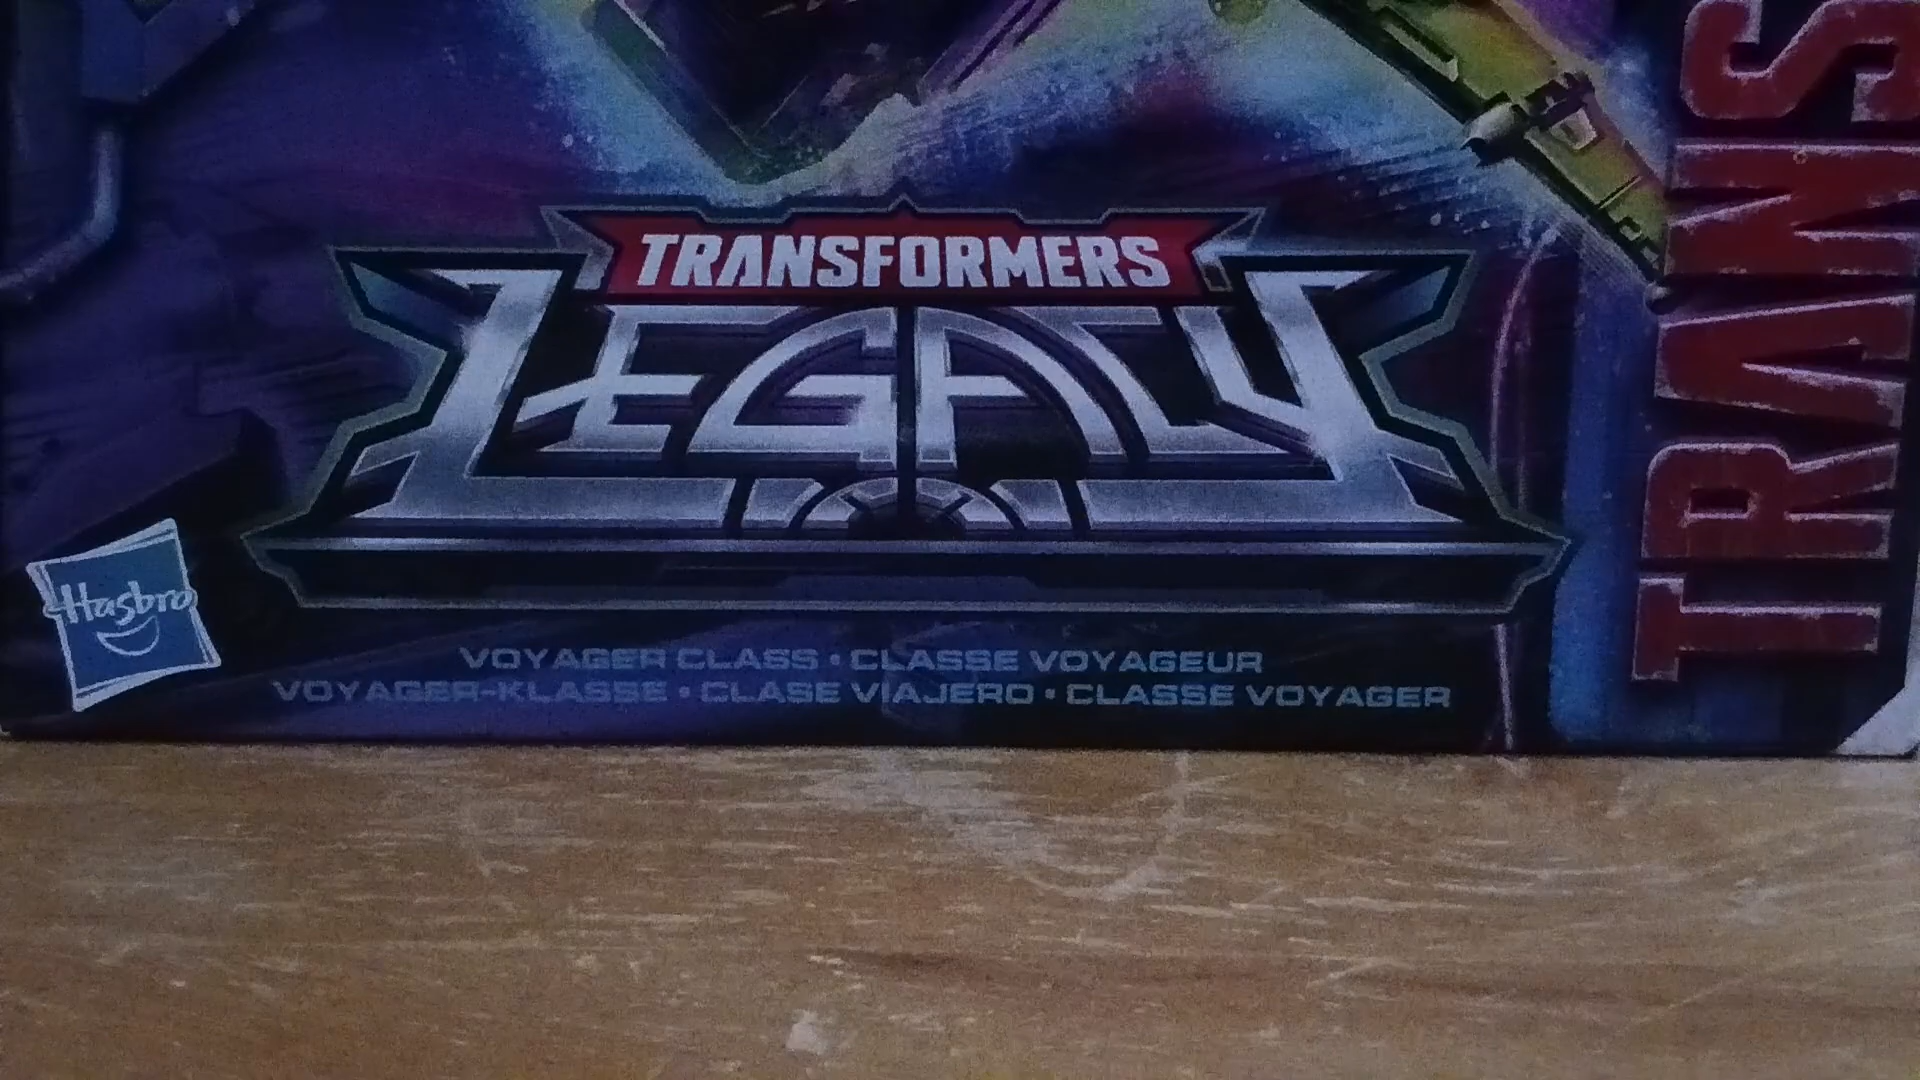 TRANSFORMERS
LEGACY
Hasbro
VOYAGER CLASS • CLASSE VOYAGEUR
VOYAGER-KLASSE • CLASE VIAJERO • CLASSE VOYAGER
TRANS